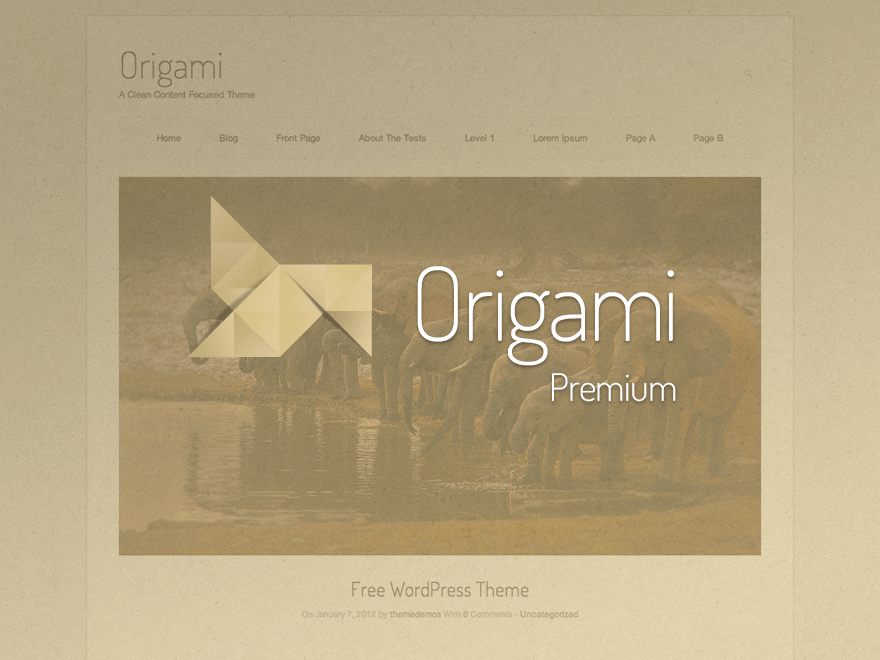 Origami
A Clean Content Focused Theme
Home Blog Front Page About The Tests Level 1 Lorem Ipsum Page A Page B
Origami
Premium
Free WordPress Theme
On January 7, 2012 by themedemos With 0 Comments - Uncategorized